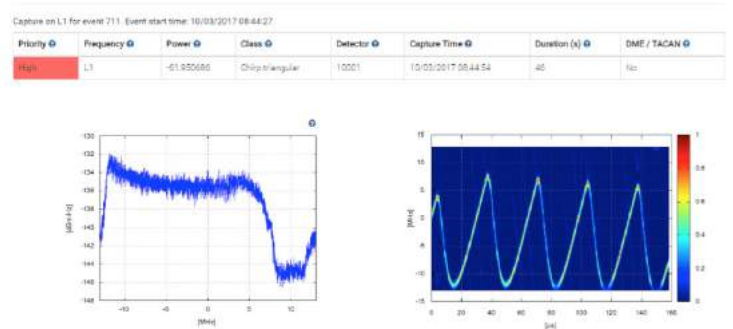 Capture on L1 for event 711. Event start time: 10/03/2017 08:44:27
Priority Frequency Power Class Detector Capture Time Duration (s) DME / TACAN
High L1 -61.950686 Chirp triangular 10001 10/03/2017 08:44:54 46 No
-130
-132
-134
-136
-138
-140
-142
-144
-146
-148
-10 -5 0 5 10
[MHz]
15
10
5
0
-5
-10
-15
0 20 40 60 80 100 120 140 160
[MHz]
[us]
1
0.8
0.6
0.4
0.2
0